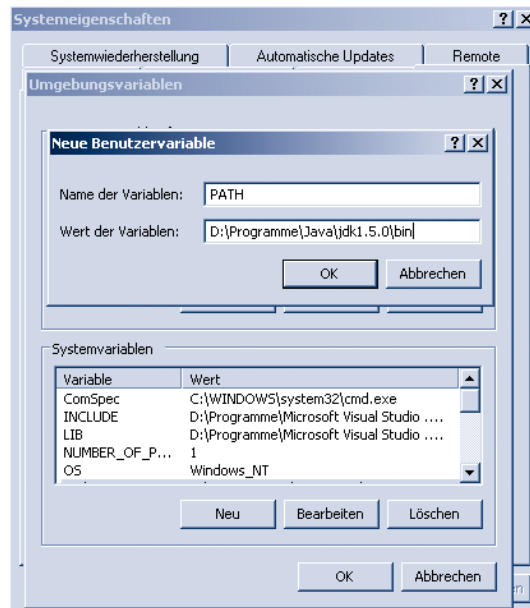 Systemeigenschaften
Systemwiederherstellung Automatische Updates Remote
Umgebungsvariablen
Neue Benutzervariable
Name der Variablen: PATH
Wert der Variablen: D:\Programme\Java\jdk1.5.0\bin
OK Abbrechen
Systemvariablen
Variable Wert
ComSpec C:\WINDOWS\system32\cmd.exe
INCLUDE D:\Programme\Microsoft Visual Studio ....
LIB D:\Programme\Microsoft Visual Studio ....
NUMBER_OF_P... 1
OS Windows_NT
Neu Bearbeiten Löschen
OK Abbrechen